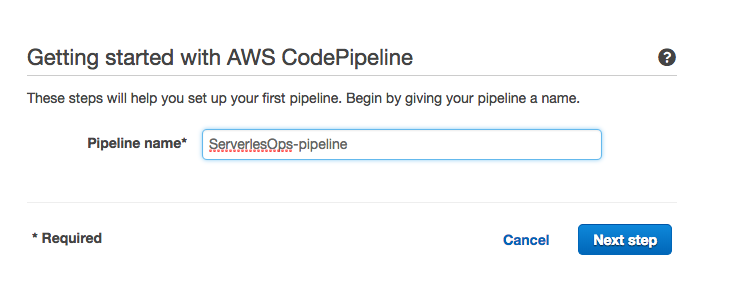 Getting started with AWS CodePipeline ?
These steps will help you set up your first pipeline. Begin by giving your pipeline a name.
Pipeline name* ServerlesOps-pipeline
* Required Cancel Next step